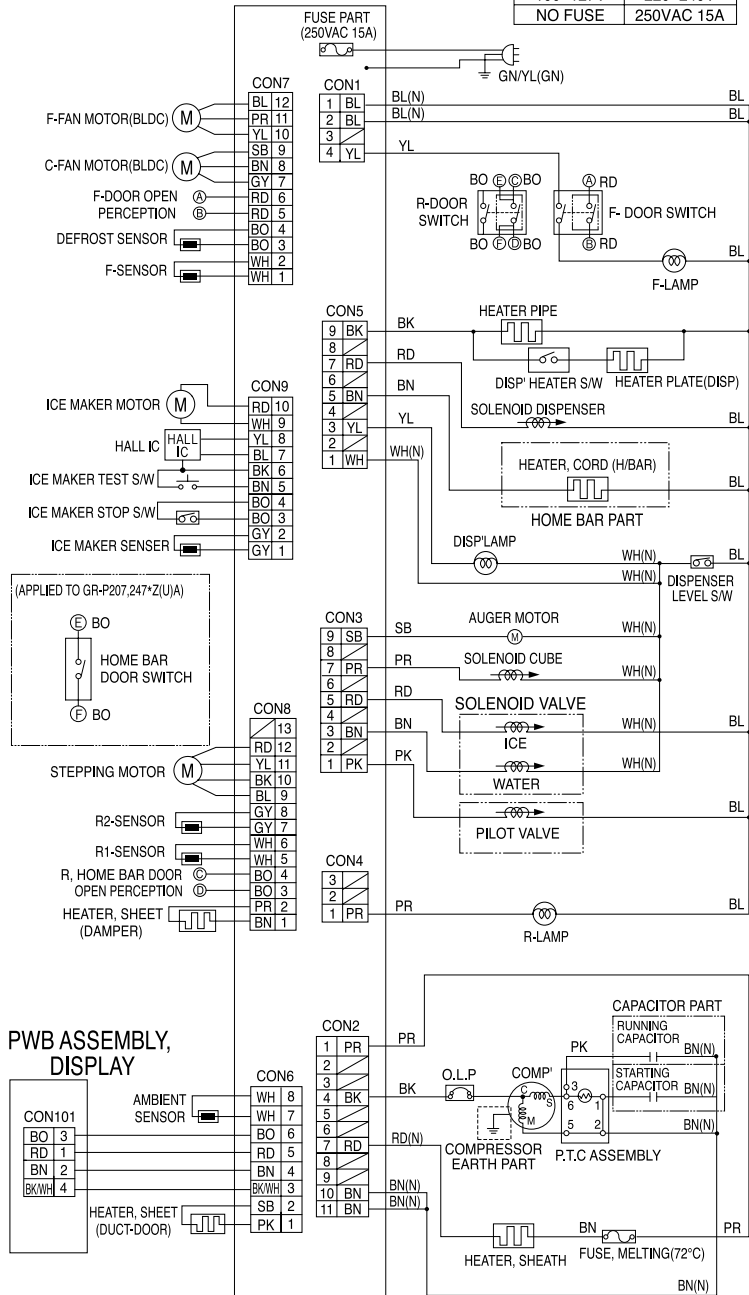 100~127V 220~240V
NO FUSE 250VAC 15A
FUSE PART
(250VAC 15A)
GN/YL(GN)
CON7
BL 12
PR 11
YL 10
SB 9
BN 8
GY 7
RD 6
RD 5
BO 4
BO 3
WH 2
WH 1
F-FAN MOTOR(BLDC) M
C-FAN MOTOR(BLDC) M
F-DOOR OPEN A
PERCEPTION B
DEFROST SENSOR
F-SENSOR
CON1
1 BL BL(N) BL
2 BL BL(N) BL
3
4 YL YL
BO E C BO A RD
R-DOOR
SWITCH
F- DOOR SWITCH
BO F D BO B RD
BL
F-LAMP
CON5
9 BK BK
8
7 RD RD
6
5 BN BN
4
3 YL YL
2
1 WH WH(N)
HEATER PIPE
DISP' HEATER S/W HEATER PLATE(DISP)
SOLENOID DISPENSER BL
HEATER, CORD (H/BAR) BL
HOME BAR PART
DISP'LAMP WH(N) BL
WH(N)
DISPENSER
LEVEL S/W
CON9
RD 10
WH 9
YL 8
BL 7
BK 6
BN 5
BO 4
BO 3
GY 2
GY 1
ICE MAKER MOTOR M
HALL IC HALL
IC
ICE MAKER TEST S/W
ICE MAKER STOP S/W
ICE MAKER SENSER
(APPLIED TO GR-P207,247*Z(U)A)
E BO
HOME BAR
DOOR SWITCH
F BO
CON3
9 SB SB
8
7 PR PR
6
5 RD RD
4
3 BN BN
2
1 PK PK
AUGER MOTOR
M WH(N)
SOLENOID CUBE WH(N)
SOLENOID VALVE
ICE WH(N) BL
WATER WH(N)
PILOT VALVE BL
CON8
13
RD 12
YL 11
BK 10
BL 9
GY 8
GY 7
WH 6
WH 5
BO 4
BO 3
PR 2
BN 1
STEPPING MOTOR M
R2-SENSOR
R1-SENSOR
R, HOME BAR DOOR C
OPEN PERCEPTION D
HEATER, SHEET
(DAMPER)
CON4
3
2
1 PR PR BL
R-LAMP
PWB ASSEMBLY,
DISPLAY
CON101
BO 3
RD 1
BN 2
BK/WH 4
CON6
WH 8
WH 7
BO 6
RD 5
BN 4
BK/WH 3
SB 2
PK 1
AMBIENT
SENSOR
HEATER, SHEET
(DUCT-DOOR)
CON2
1 PR PR
2
3
4 BK BK
5
6
7 RD RD(N)
8
9
10 BN BN(N)
11 BN BN(N)
O.L.P COMP'
C S M
COMPRESSOR
EARTH PART
PK
3
6 1
5 2
P.T.C ASSEMBLY
CAPACITOR PART
RUNNING
CAPACITOR BN(N)
STARTING
CAPACITOR BN(N)
BN(N)
HEATER, SHEATH
BN
FUSE, MELTING(72°C)
PR
BN(N)